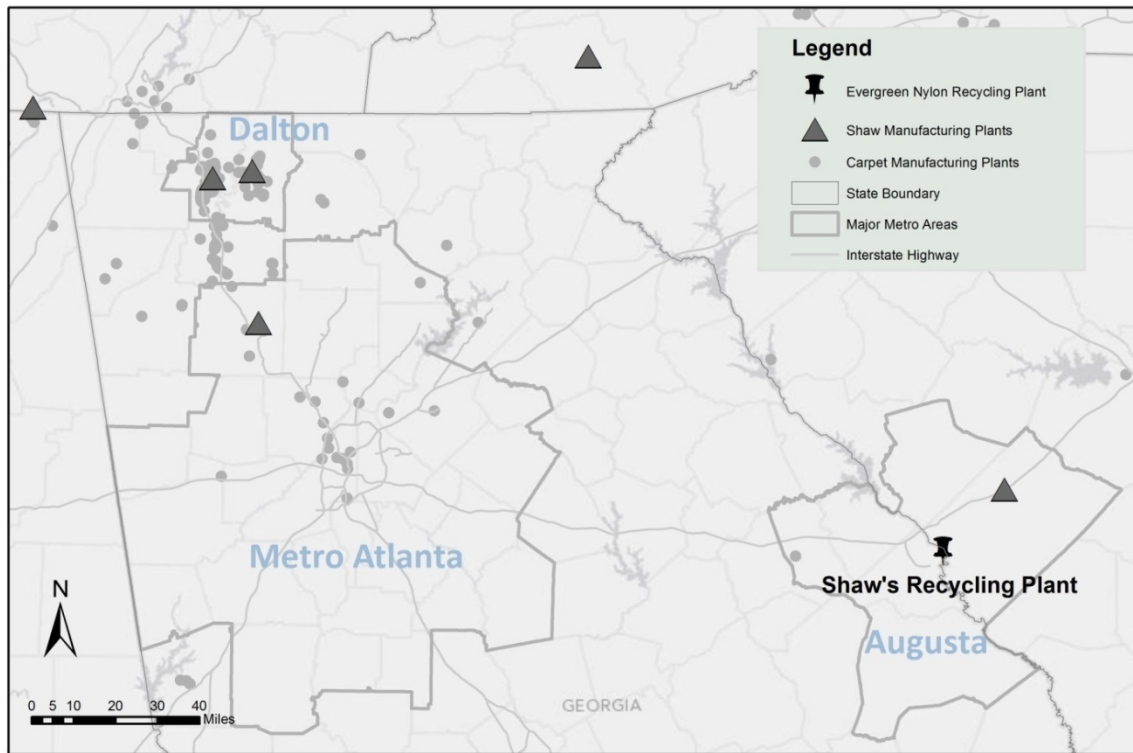 Legend
Evergreen Nylon Recycling Plant
Shaw Manufacturing Plants
Carpet Manufacturing Plants
State Boundary
Major Metro Areas
Interstate Highway
Dalton
Metro Atlanta
Shaw's Recycling Plant
Augusta
GEORGIA
N
0 5 10 20 30 40
Miles